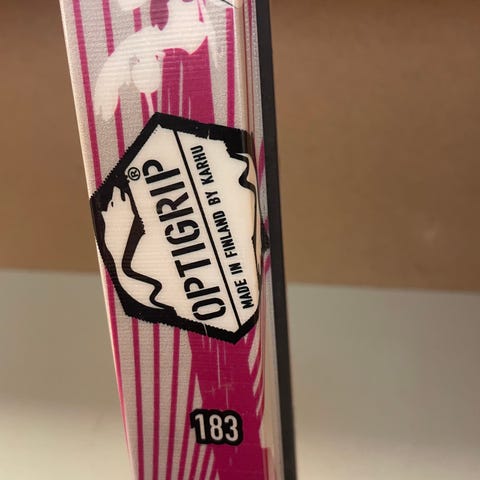 OPTIGRIP®
MADE IN FINLAND BY KARHU
183